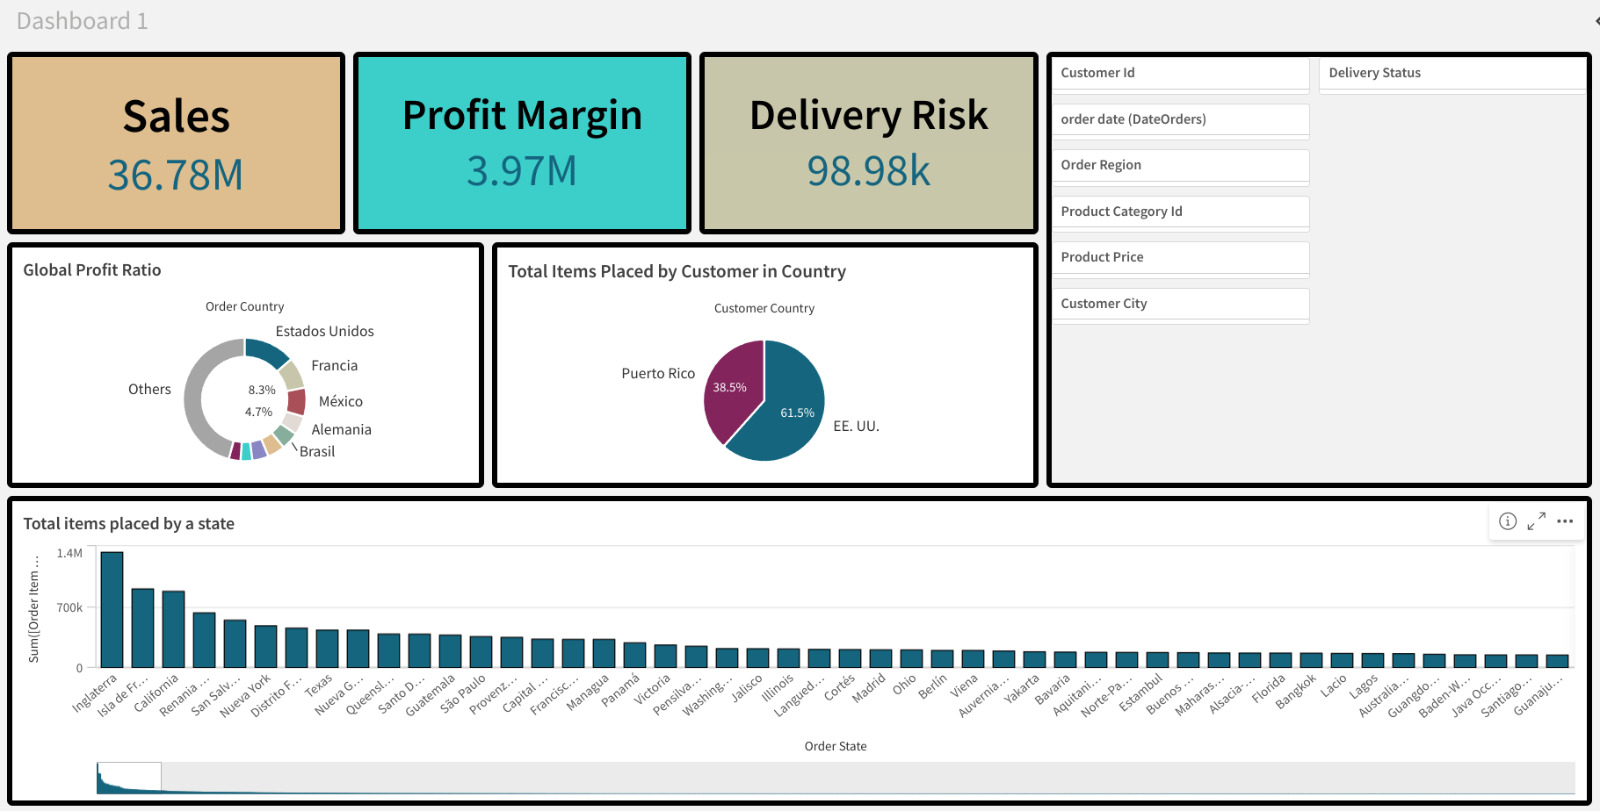 Dashboard 1
Sales
36.78M
Profit Margin
3.97M
Delivery Risk
98.98k
Customer Id
Delivery Status
order date (DateOrders)
Order Region
Product Category Id
Product Price
Customer City
Global Profit Ratio
Order Country
Estados Unidos
Francia
Others
8.3%
México
4.7%
Alemania
Brasil
Total Items Placed by Customer in Country
Customer Country
Puerto Rico
38.5%
61.5%
EE. UU.
Total items placed by a state
Sum([Order Item ...
1.4M
700k
0
Inglaterra
Isla de Fr...
California
Renania ...
San Salv...
Nueva York
Distrito F...
Texas
Nueva G...
Queensl...
Santo D...
Guatemala
São Paulo
Provenz...
Capital ...
Francisc...
Managua
Panamá
Victoria
Pensilva...
Washing...
Jalisco
Illinois
Langued...
Cortés
Madrid
Ohio
Berlín
Viena
Auvernia...
Yakarta
Bavaria
Aquitani...
Norte-Pa...
Estambul
Buenos ...
Maharas...
Alsacia-...
Florida
Bangkok
Lacio
Lagos
Australia...
Guangdo...
Baden-W...
Java Occ...
Santiago...
Guanaju...
Order State